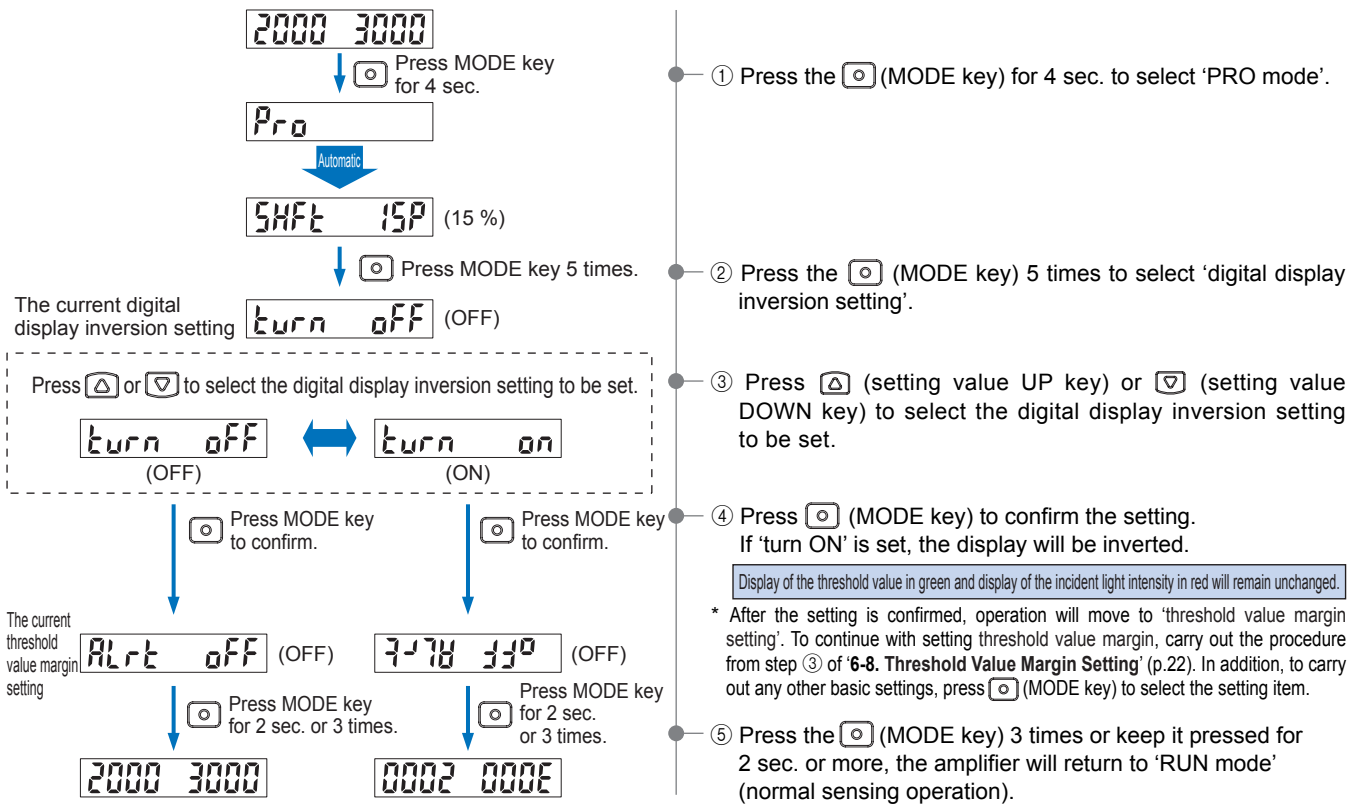 2000 3000
Press MODE key
for 4 sec.
Pro
Automatic
SHFt 15P (15 %)
Press MODE key 5 times.
The current digital
display inversion setting
turn oFF (OFF)
Press or to select the digital display inversion setting to be set.
turn oFF
turn on
(OFF)
(ON)
Press MODE key
to confirm.
Press MODE key
to confirm.
The current
threshold
value margin
setting
ALrt oFF (OFF)
(OFF)
Press MODE key
for 2 sec. or 3 times.
Press MODE key
for 2 sec.
or 3 times.
2000 3000
0002 000E
① Press the (MODE key) for 4 sec. to select ‘PRO mode’.
② Press the (MODE key) 5 times to select ‘digital display
inversion setting’.
③ Press (setting value UP key) or (setting value
DOWN key) to select the digital display inversion setting
to be set.
④ Press (MODE key) to confirm the setting.
If ‘turn ON’ is set, the display will be inverted.
Display of the threshold value in green and display of the incident light intensity in red will remain unchanged.
* After the setting is confirmed, operation will move to ‘threshold value margin
setting’. To continue with setting threshold value margin, carry out the procedure
from step ③ of ‘6-8. Threshold Value Margin Setting’ (p.22). In addition, to carry
out any other basic settings, press (MODE key) to select the setting item.
⑤ Press the (MODE key) 3 times or keep it pressed for
2 sec. or more, the amplifier will return to ‘RUN mode’
(normal sensing operation).